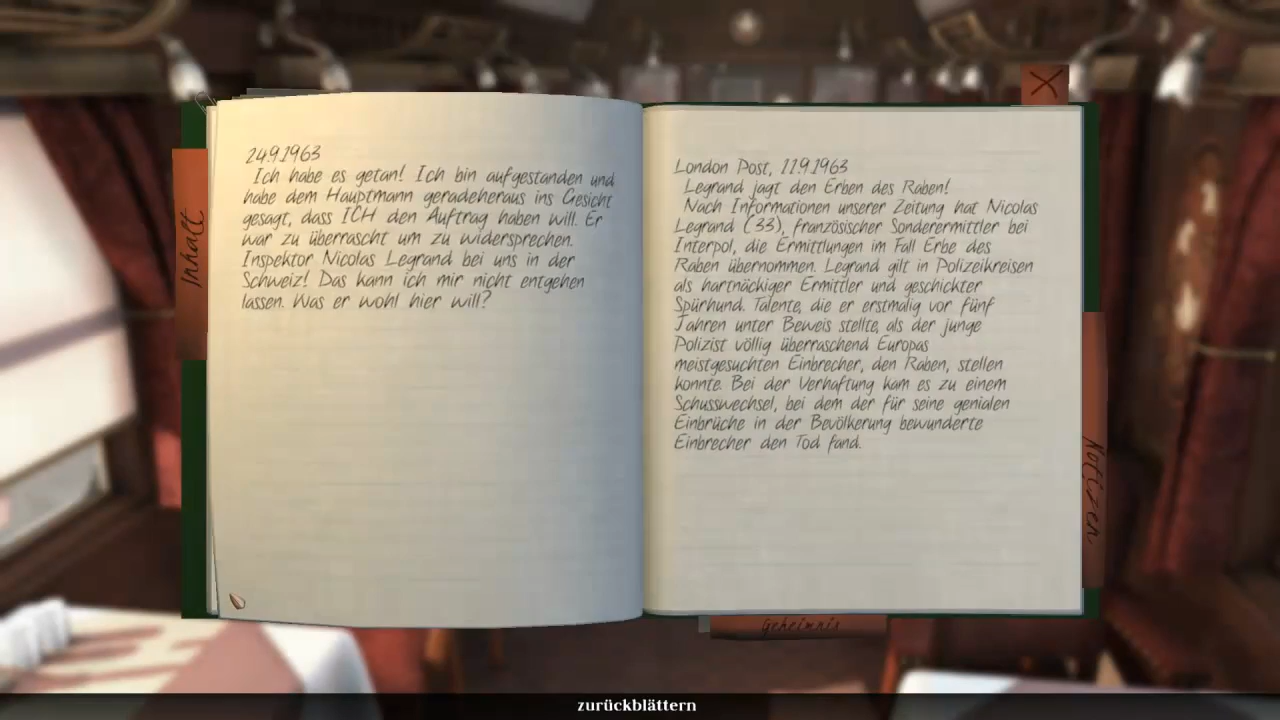 24.9.1963
Ich habe es getan! Ich bin aufgestanden und
habe dem Hauptmann geradeheraus ins Gesicht
gesagt, dass ICH den Auftrag haben will. Er
war zu überrascht um zu widersprechen.
Inspektor Nicolas Legrand bei uns in der
Schweiz! Das kann ich mir nicht entgehen
lassen. Was er wohl hier will?
London Post, 11.9.1963
Legrand jagt den Erben des Raben!
Nach Informationen unserer Zeitung hat Nicolas
Legrand (33), französischer Sonderermittler bei
Interpol, die Ermittlungen im Fall Erbe des
Raben übernommen. Legrand gilt in Polizeikreisen
als hartnäckiger Ermittler und geschickter
Spürhund. Talente, die er erstmalig vor fünf
Jahren unter Beweis stellte, als der junge
Polizist völlig überraschend Europas
meistgesuchten Einbrecher, den Raben, stellen
konnte. Bei der Verhaftung kam es zu einem
Schusswechsel, bei dem der für seine genialen
Einbrüche in der Bevölkerung bewunderte
Einbrecher den Tod fand.
Inhalt
Notizen
Geheimnis
X
zurückblättern